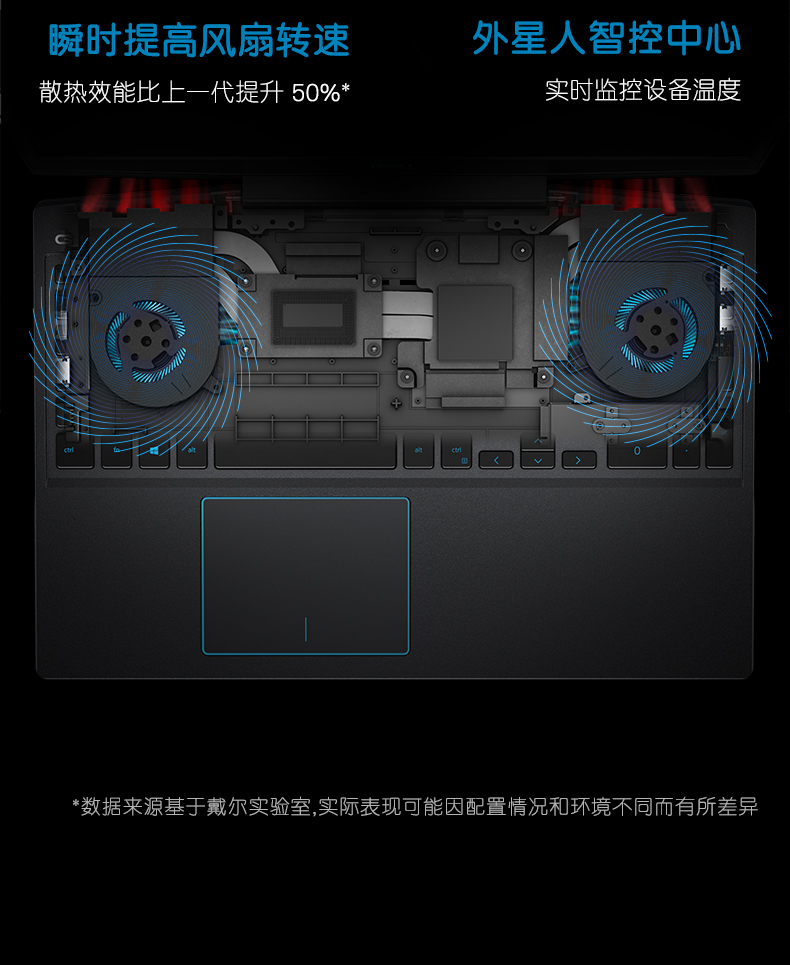 瞬时提高风扇转速
散热效能比上一代提升 50%*
外星人智控中心
实时监控设备温度
ctrl fn alt alt ctrl 0 .
*数据来源基于戴尔实验室,实际表现可能因配置情况和环境不同而有所差异